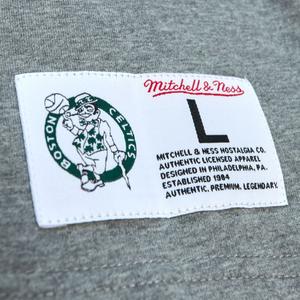 BOSTON CELTICS
Mitchell & Ness
L
MITCHELL & NESS NOSTALGIA CO.
AUTHENTIC LICENSED APPAREL
DESIGNED IN PHILADELPHIA, PA.
ESTABLISHED 1904
AUTHENTIC. PREMIUM. LEGENDARY.